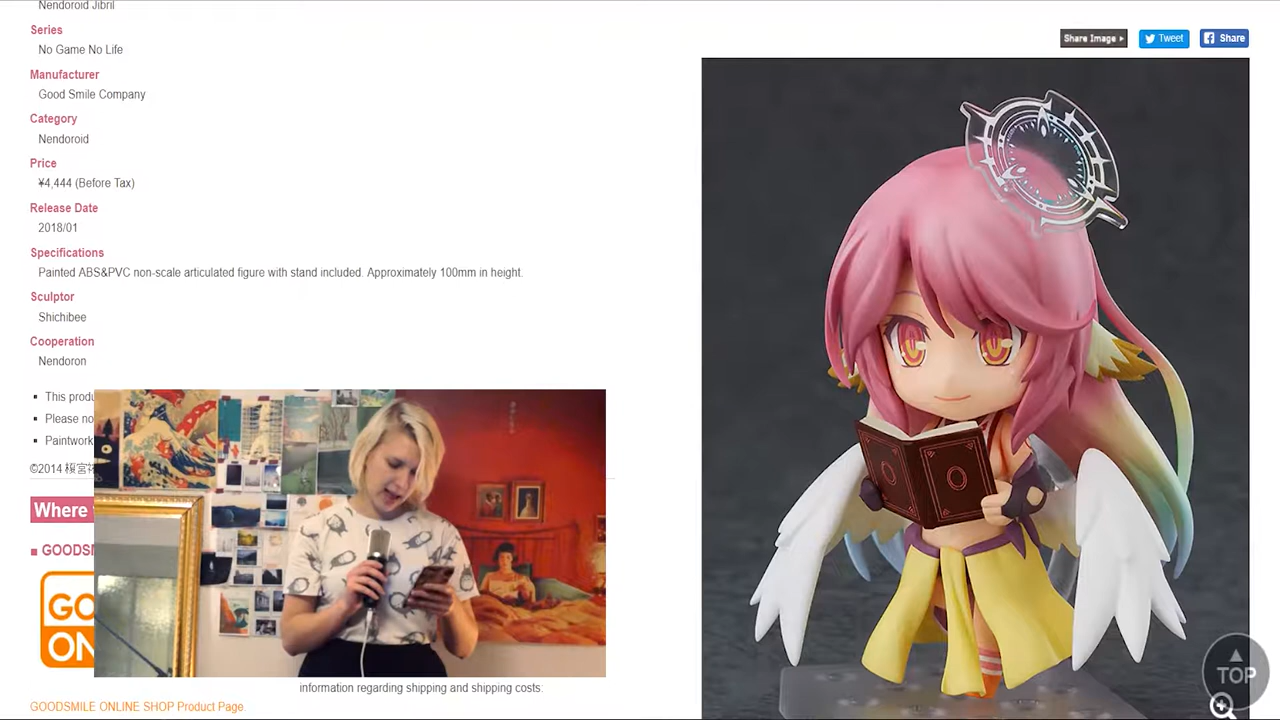 Nendoroid Jibril
Series
No Game No Life
Manufacturer
Good Smile Company
Category
Nendoroid
Price
¥4,444 (Before Tax)
Release Date
2018/01
Specifications
Painted ABS&PVC non-scale articulated figure with stand included. Approximately 100mm in height.
Sculptor
Shichibee
Cooperation
Nendoron
This produ
Please no
Paintwork
©2014 榎宮祐
Where
GOODSM
GO
ON
information regarding shipping and shipping costs.
GOODSMILE ONLINE SHOP Product Page.
Share Image
Tweet
Share
TOP